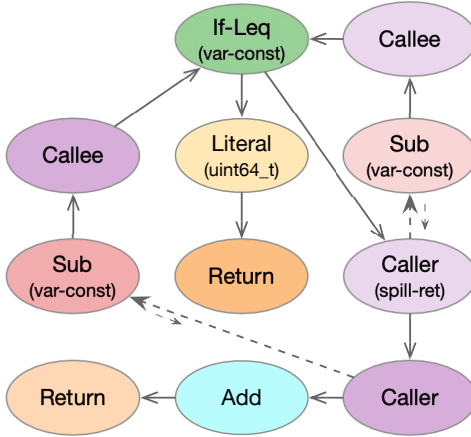 If-Leq
(var-const)
Callee
Callee
Literal
(uint64_t)
Sub
(var-const)
Sub
(var-const)
Return
Caller
(spill-ret)
Return
Add
Caller